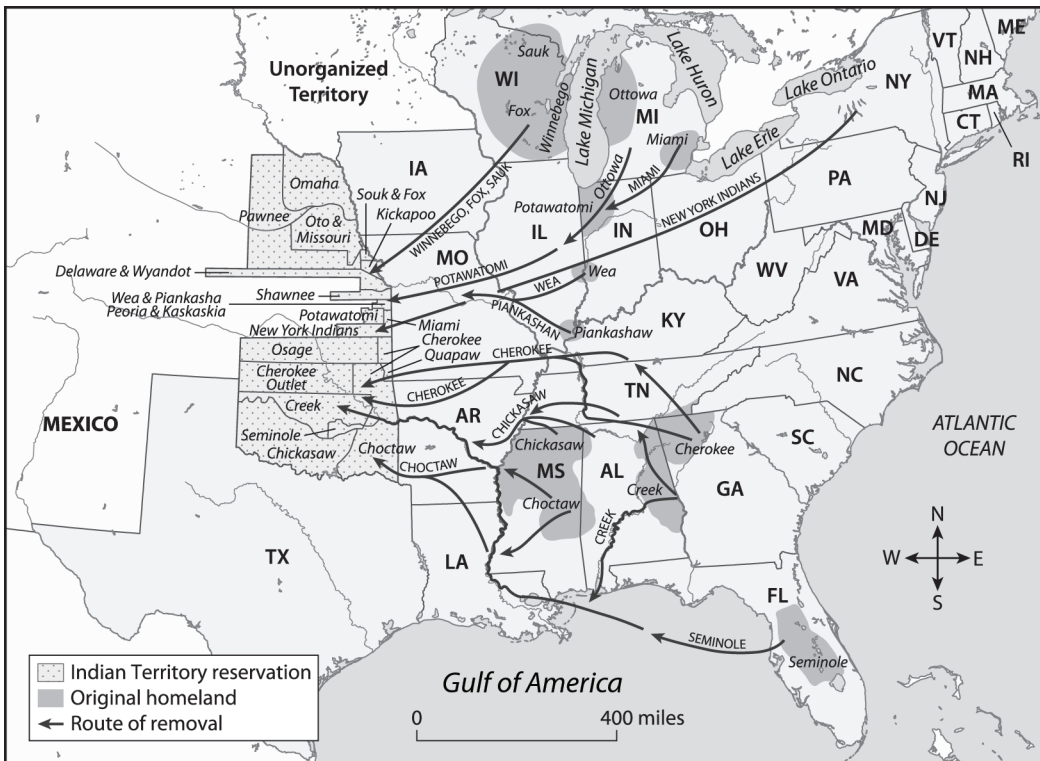 ME
VT
NH
Lake Huron
Sauk
Unorganized
Territory
WI
Lake Michigan
Lake Ontario
NY
Ottowa
MA
Fox
Winnebego
MI
CT
Miami
Lake Erle
RI
IA
Omaha
Souk & Fox
Kickapoo
WINNEBEGO, FOX, SAUK
Ottowa
MIAMI
NEW YORK INDIANS
PA
NJ
Pawnee
Oto &
Missouri
Potawatomi
IL
IN
OH
MD
DE
MO
Delaware & Wyandot
POTAWATOMI
Wea
WEA
WV
VA
Wea & Piankasha
Peoria & Kaskaskia
Shawnee
PIANKASHAN
Potawatomi
Miami
Piankashaw
KY
New York Indians
Cherokee
Quapaw
Osage
CHEROKEE
Cherokee
Outlet
CHEROKEE
TN
NC
Creek
AR
CHICKASAW
MEXICO
Seminole
Chickasaw
Choctaw
Chickasaw
Cherokee
SC
ATLANTIC
OCEAN
CHOCTAW
MS
AL
Creek
GA
Choctaw
CREEK
TX
LA
N
W
E
S
FL
SEMINOLE
Seminole
Indian Territory reservation
Original homeland
Route of removal
Gulf of America
0
400 miles